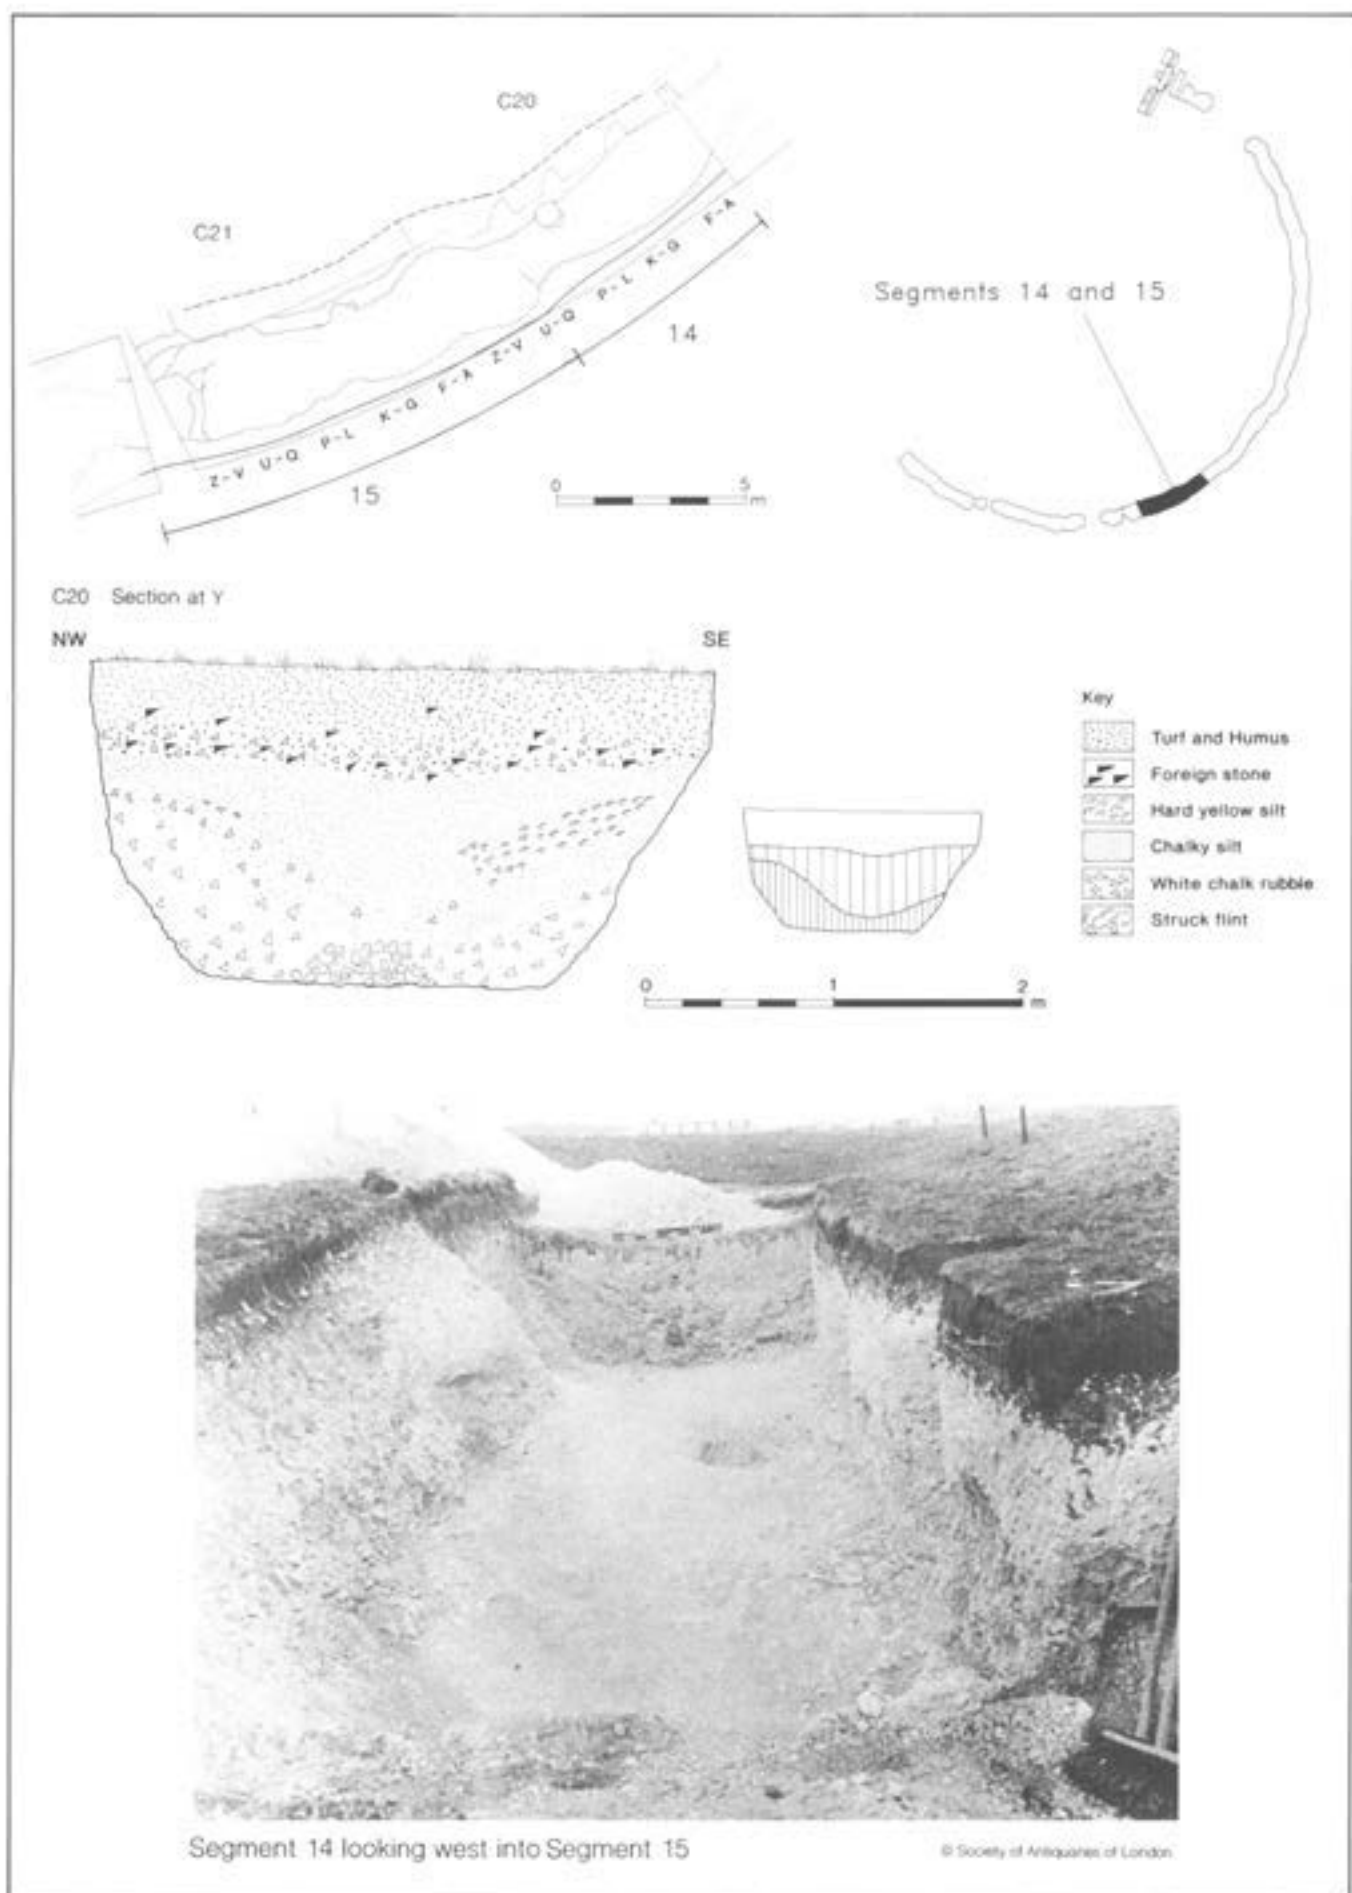 C20
C21
Segments 14 and 15
F-A
K-G
P-L
U-Q
Z-V
F-A
K-G
P-L
U-Q
Z-V
14
15
0 5 m
C20 Section at Y
NW SE
Key
Turf and Humus
Foreign stone
Hard yellow silt
Chalky silt
White chalk rubble
Struck flint
0 1 2 m
Segment 14 looking west into Segment 15
© Society of Antiquaries of London